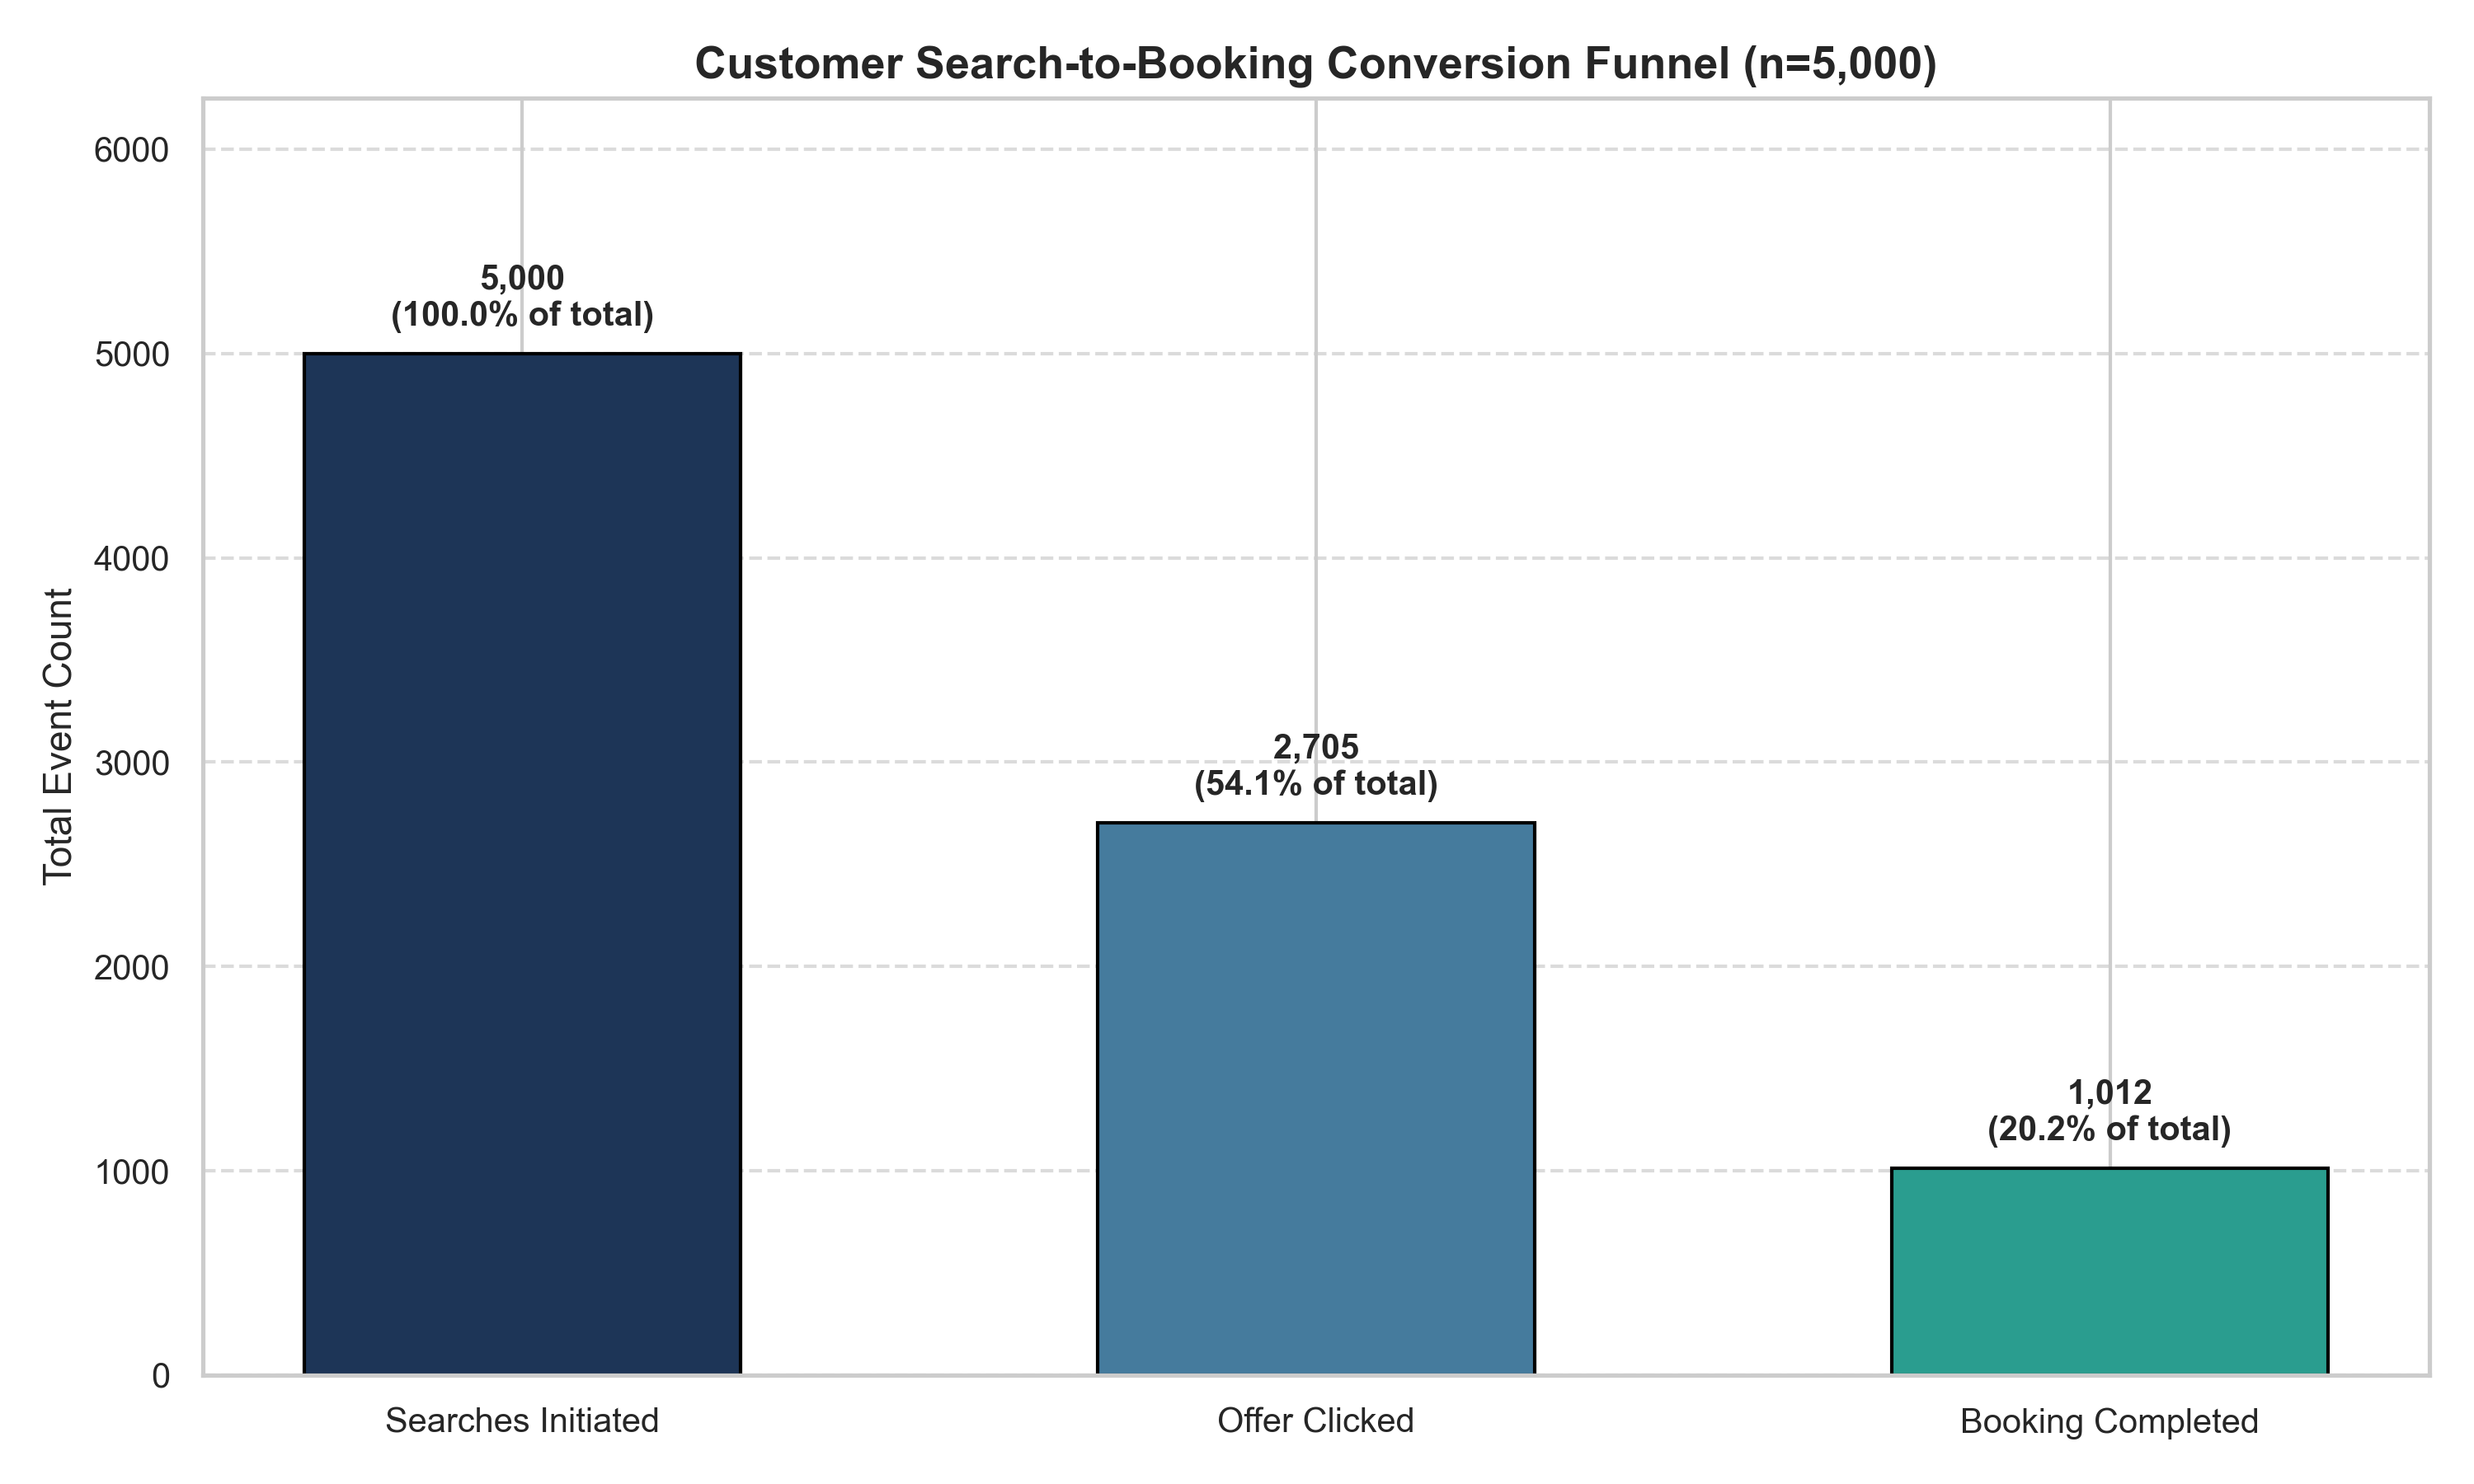 Customer Search-to-Booking Conversion Funnel (n=5,000)
Total Event Count
6000
5000
4000
3000
2000
1000
0
5,000
(100.0% of total)
2,705
(54.1% of total)
1,012
(20.2% of total)
Searches Initiated
Offer Clicked
Booking Completed